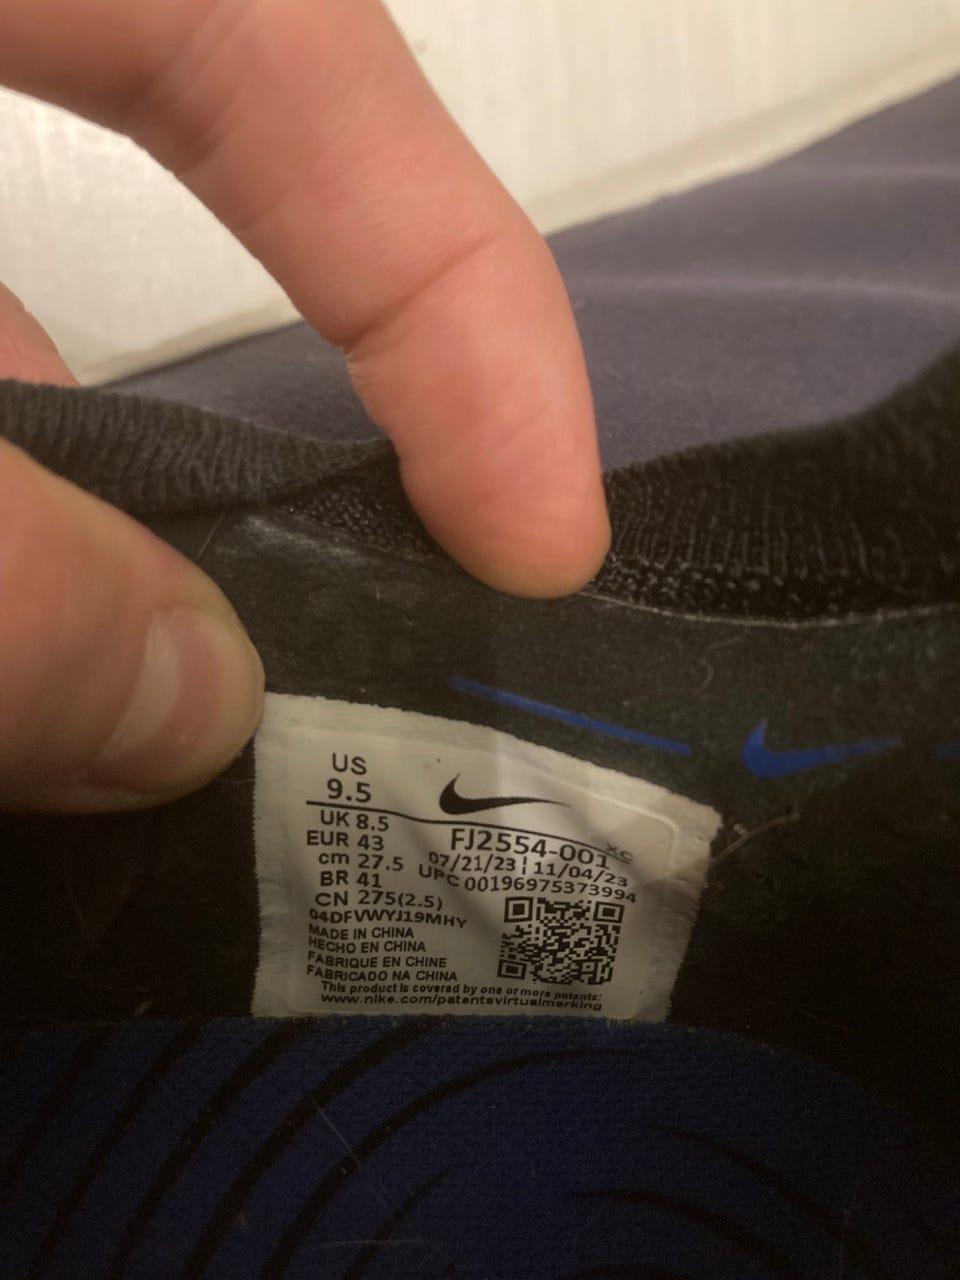 US
9.5
UK 8.5
EUR 43
cm 27.5
BR 41
CN 275(2.5)
04DFVWYJ19MHY
MADE IN CHINA
HECHO EN CHINA
FABRIQUE EN CHINE
FABRICADO NA CHINA
XC
FJ2554-001
07/21/23 | 11/04/23
UPC 00196975373994
This product is covered by one or more patents:
www.nike.com/patentsvirtualmarking